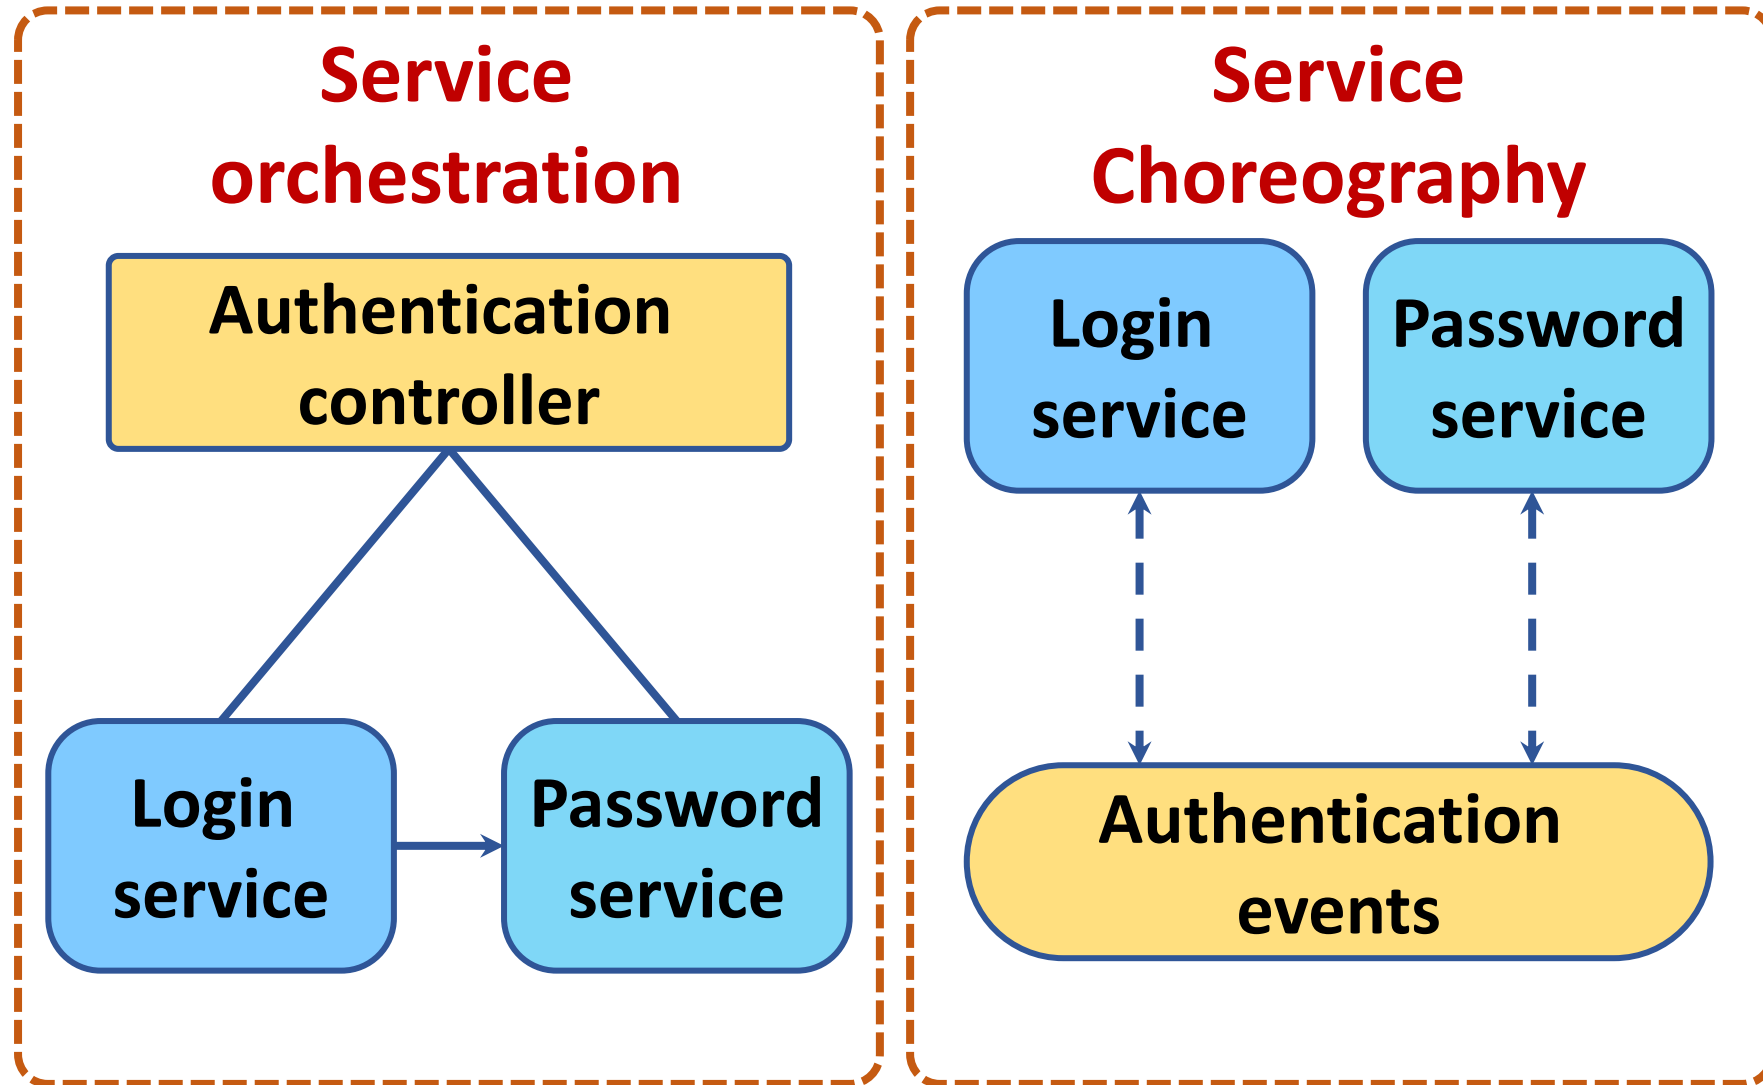 Service
orchestration
Authentication
controller
Login
service
Password
service
Service
Choreography
Login
service
Password
service
Authentication
events